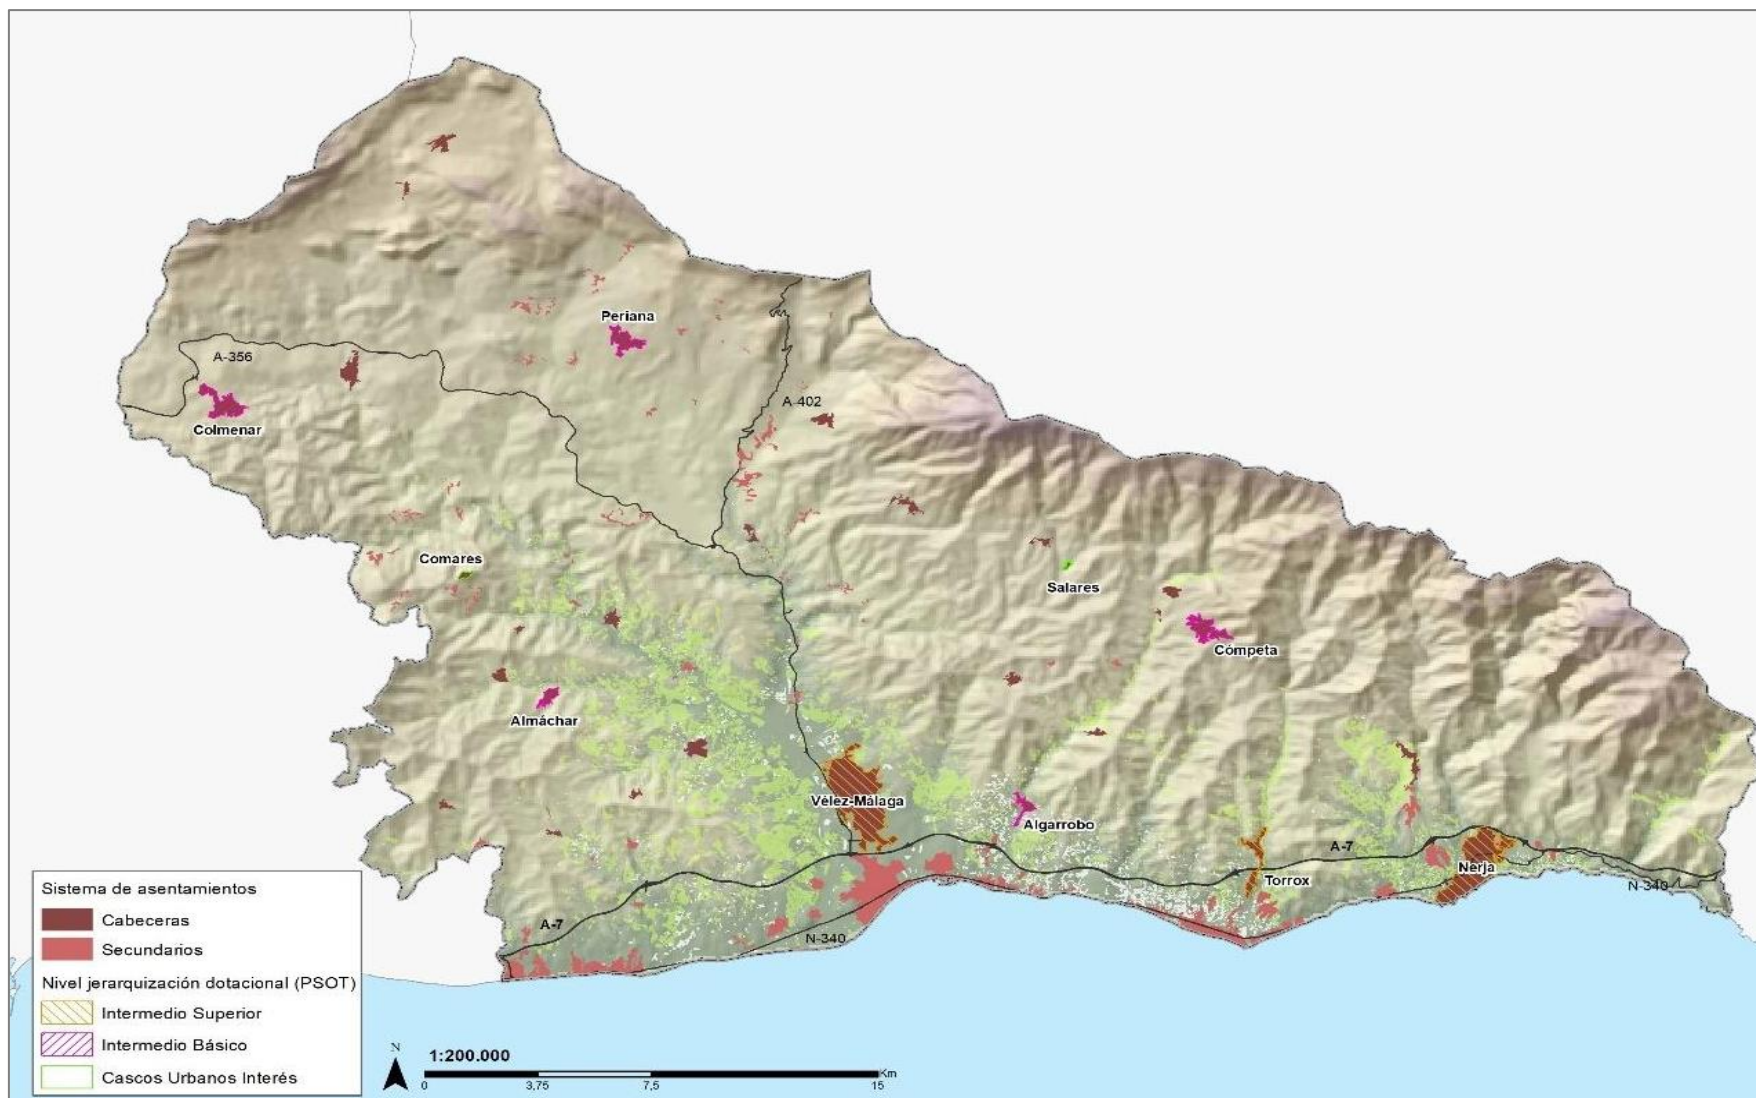 Periana
A-356
A-402
Colmenar
Comares
Salares
Cómpeta
Almáchar
Vélez-Málaga
Algarrobo
A-7
Nerja
Torrox
N-340
A-7
N-340
Sistema de asentamientos
Cabeceras
Secundarios
Nivel jerarquización dotacional (PSOT)
Intermedio Superior
Intermedio Básico
Cascos Urbanos Interés
N
1:200.000
Km
0 3,75 7,5 15